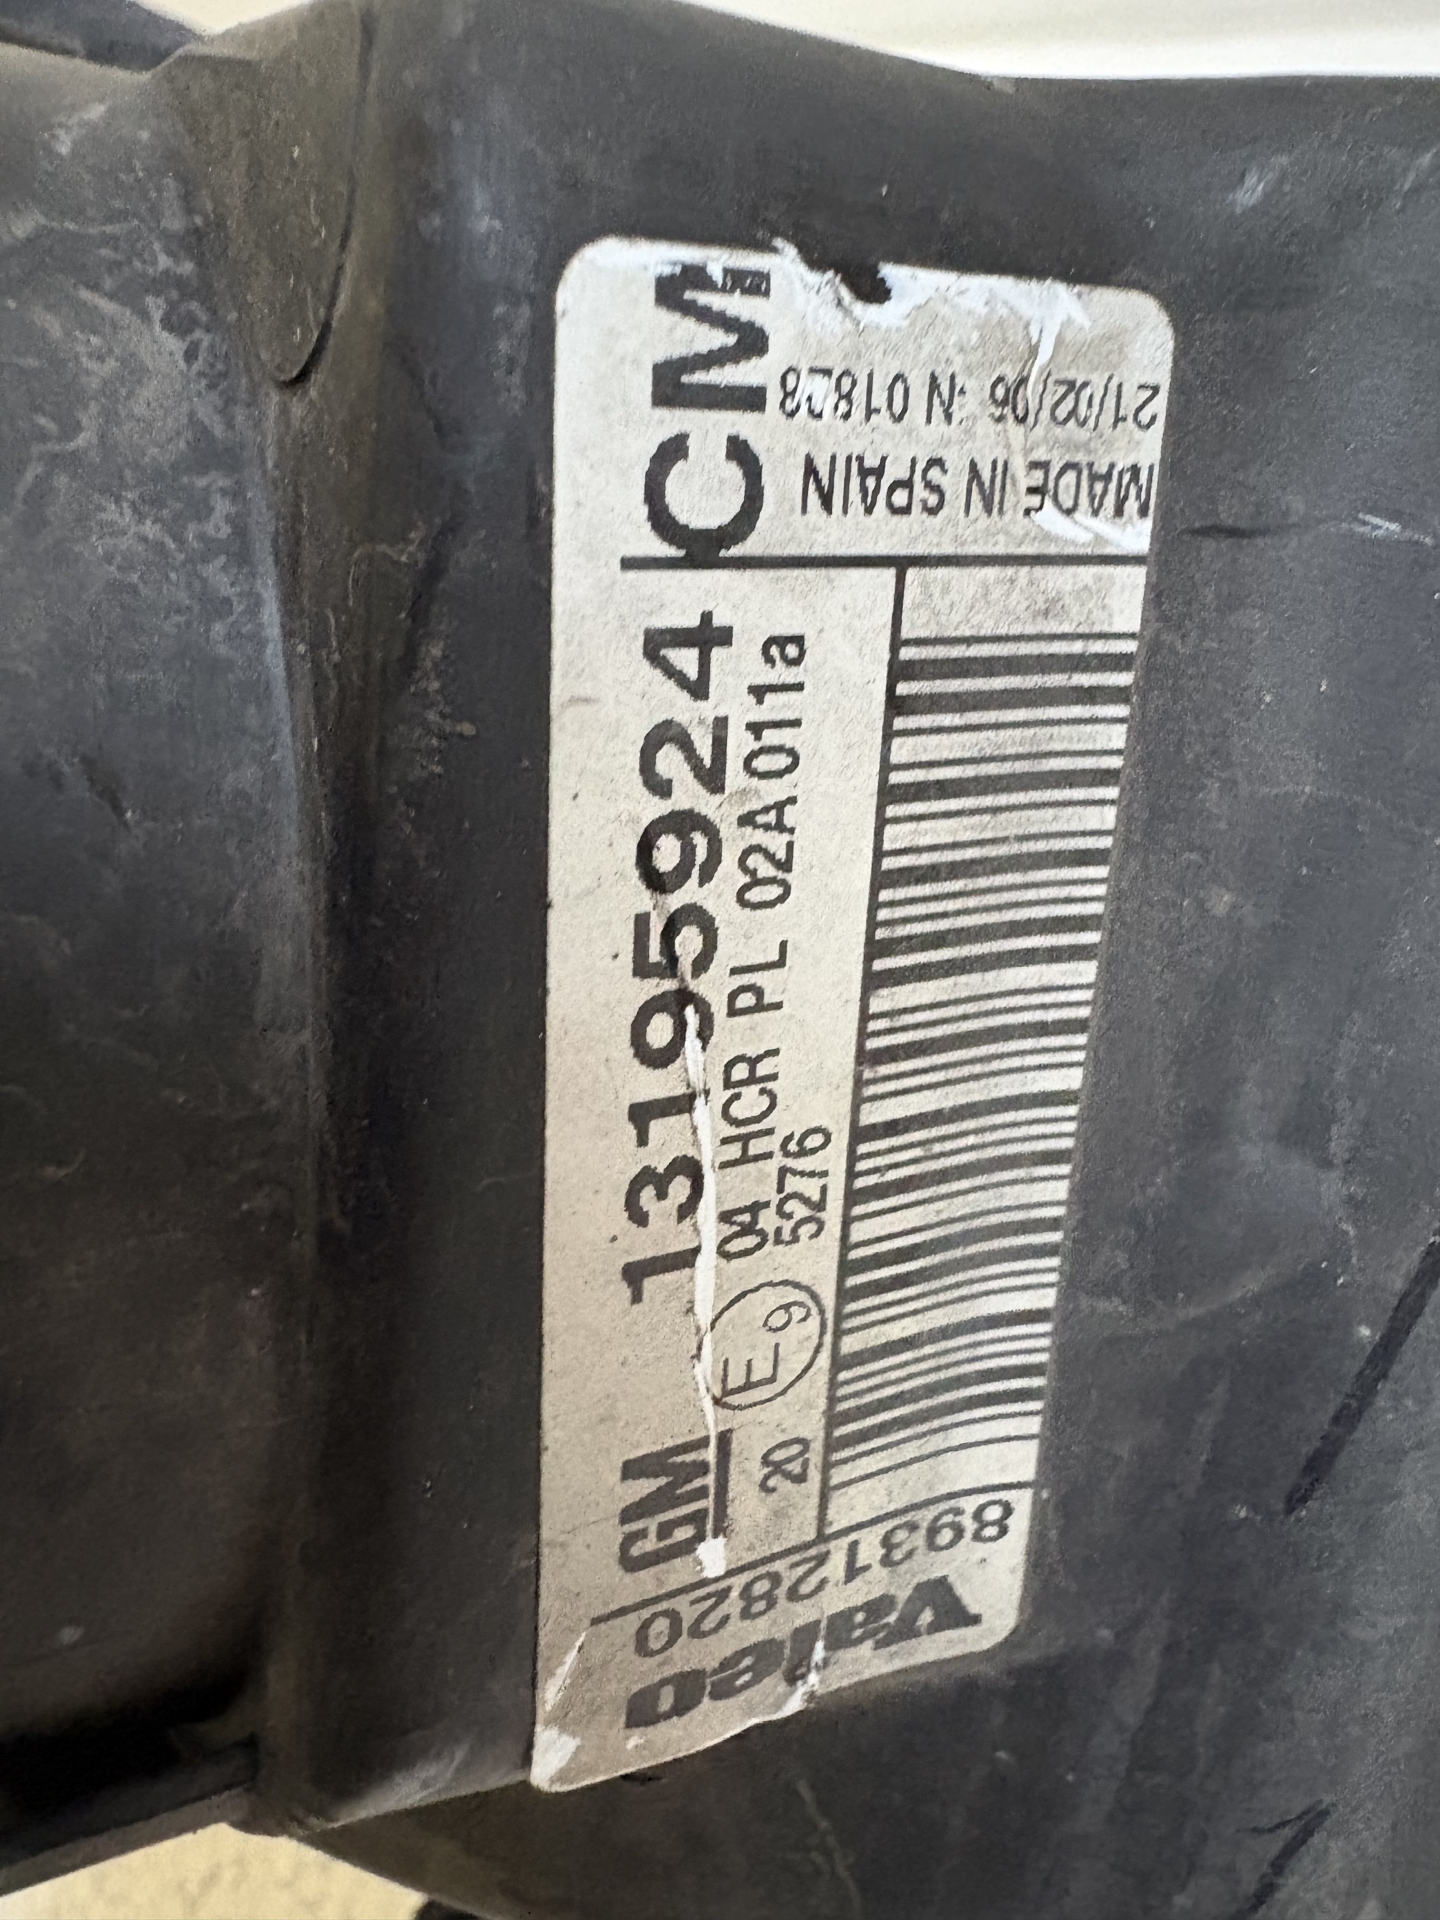 GM 13195924 CM
E9 04 HCR PL 02A 011a
20 5276
Valeo
89312820
MADE IN SPAIN
21/02/06 N 01828